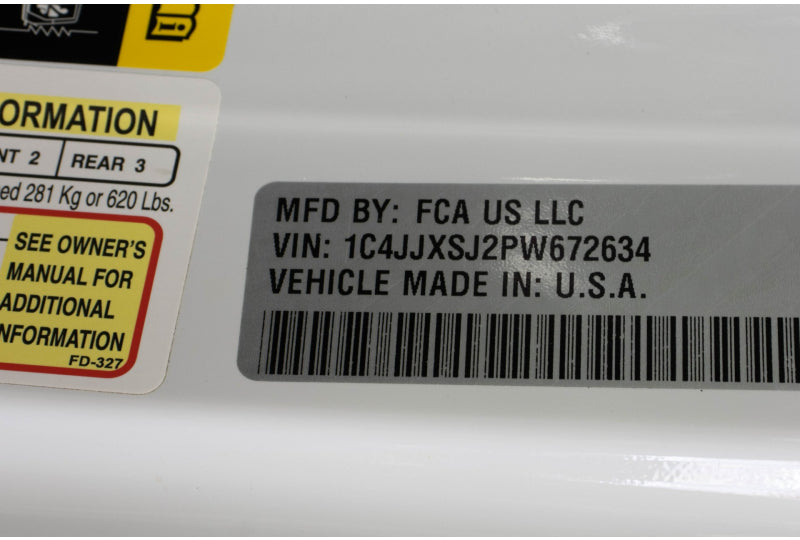 ORMATION
NT 2 REAR 3
ed 281 Kg or 620 Lbs.
SEE OWNER'S
MANUAL FOR
ADDITIONAL
NFORMATION
FD-327
MFD BY: FCA US LLC
VIN: 1C4JJXSJ2PW672634
VEHICLE MADE IN: U.S.A.